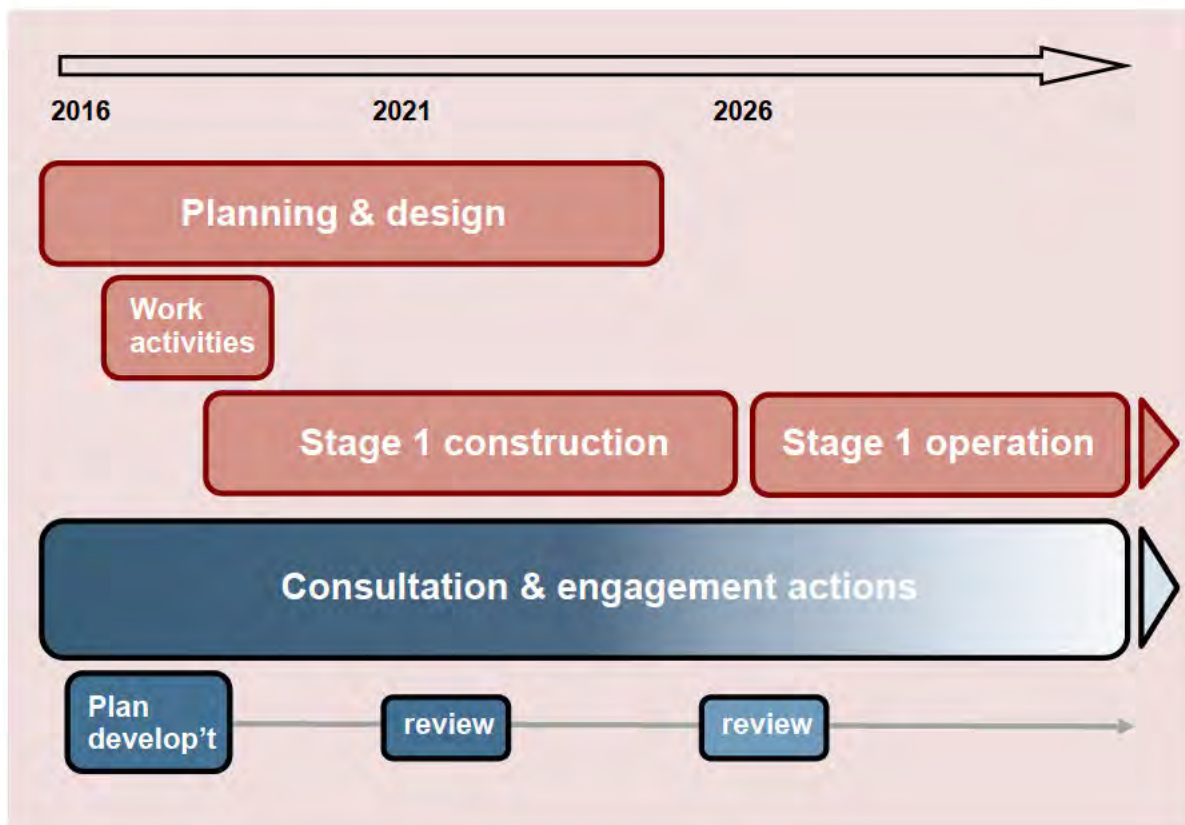 2016 2021 2026
Planning & design
Work
activities
Stage 1 construction
Stage 1 operation
Consultation & engagement actions
Plan
develop’t
review
review